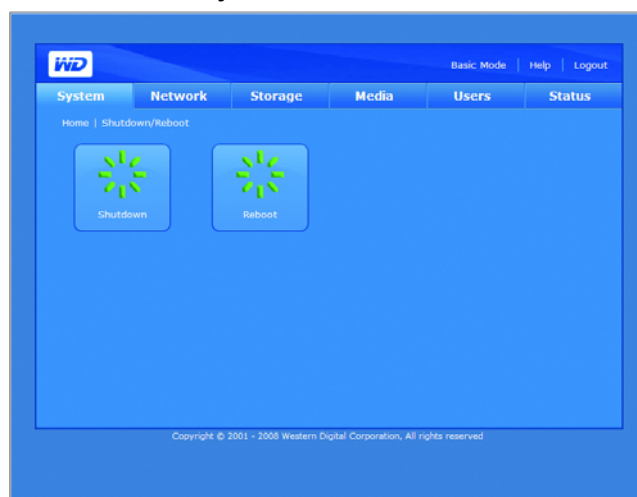 WD
Basic Mode | Help | Logout
System Network Storage Media Users Status
Home | Shutdown/Reboot
Shutdown Reboot
Copyright © 2001 - 2008 Western Digital Corporation, All rights reserved